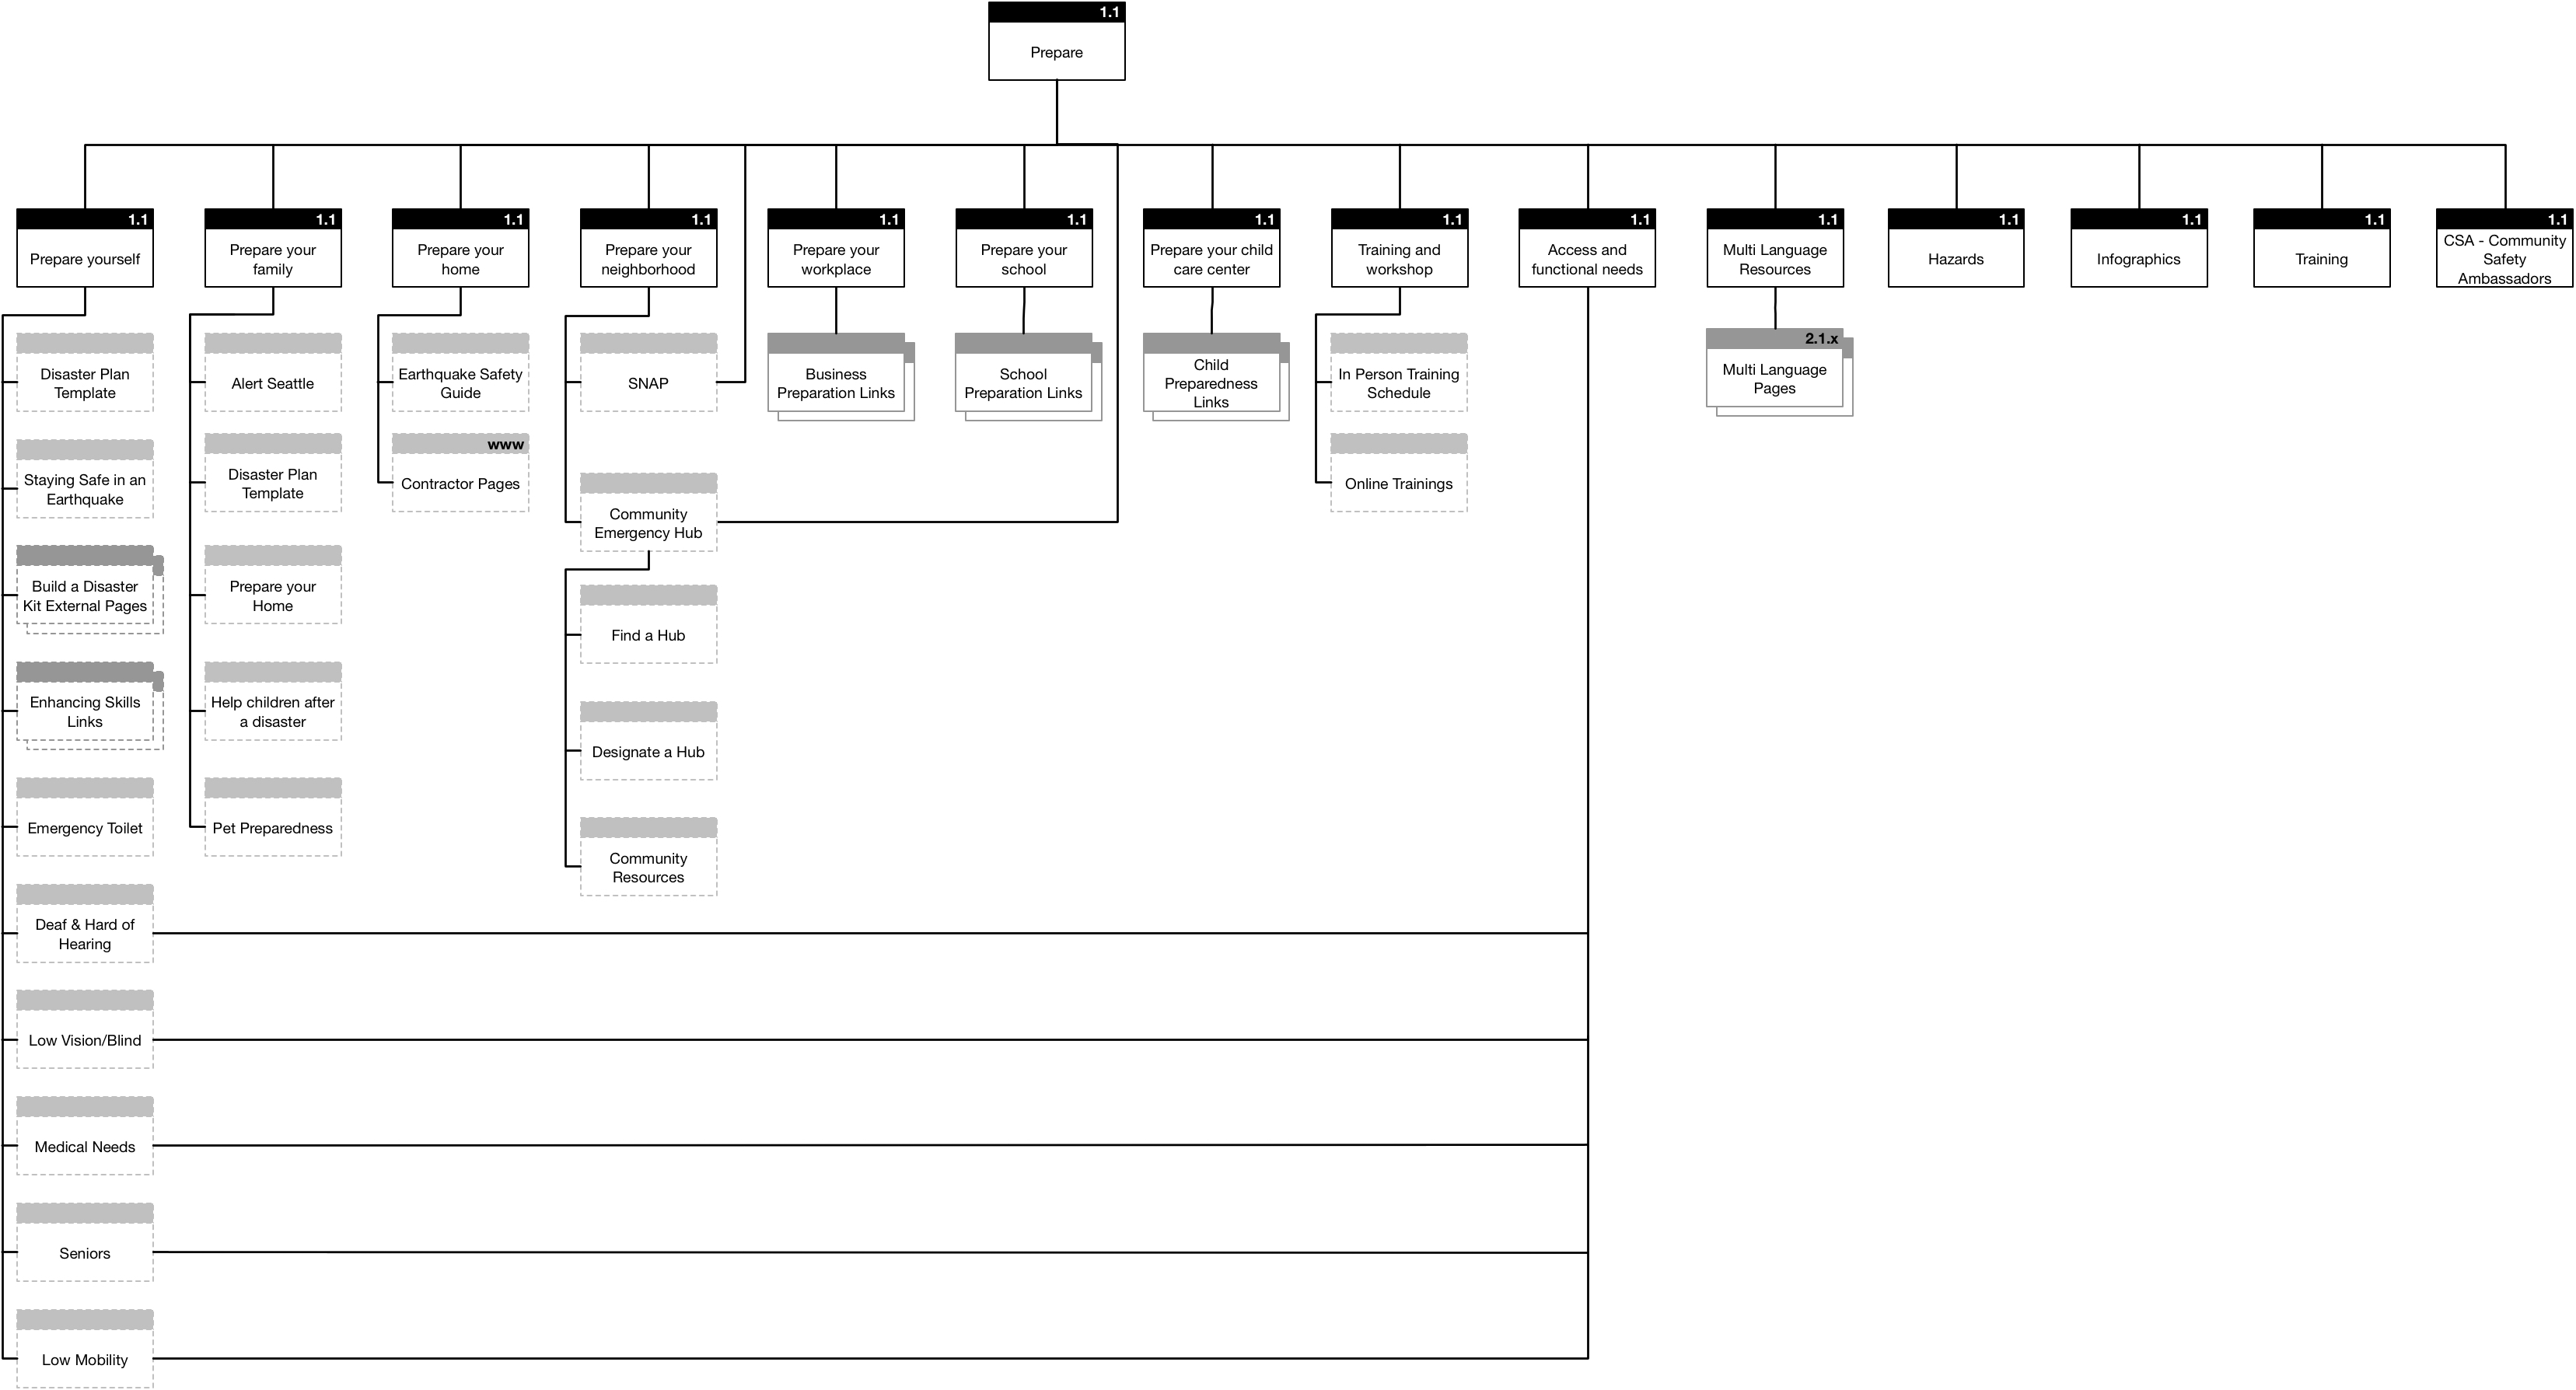 1.1
Prepare
1.1
Prepare yourself
1.1
Prepare your
family
1.1
Prepare your
home
1.1
Prepare your
neighborhood
1.1
Prepare your
workplace
1.1
Prepare your
school
1.1
Prepare your child
care center
1.1
Training and
workshop
1.1
Access and
functional needs
1.1
Multi Language
Resources
1.1
Hazards
1.1
Infographics
1.1
Training
1.1
CSA - Community
Safety
Ambassadors
Disaster Plan
Template
Staying Safe in an
Earthquake
Build a Disaster
Kit External Pages
Enhancing Skills
Links
Emergency Toilet
Deaf & Hard of
Hearing
Low Vision/Blind
Medical Needs
Seniors
Low Mobility
Alert Seattle
Disaster Plan
Template
Prepare your
Home
Help children after
a disaster
Pet Preparedness
Earthquake Safety
Guide
www
Contractor Pages
SNAP
Community
Emergency Hub
Find a Hub
Designate a Hub
Community
Resources
Business
Preparation Links
School
Preparation Links
Child
Preparedness
Links
In Person Training
Schedule
Online Trainings
2.1.x
Multi Language
Pages